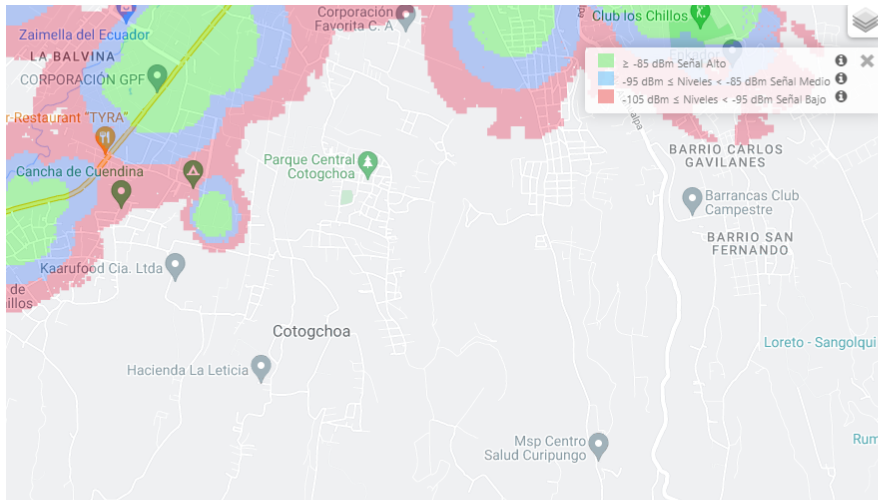 Corporación
Favorita C. A
Club los Chillos
Zaimella del Ecuador
LA BALVINA
CORPORACIÓN GPF
≥ -85 dBm Señal Alto
-95 dBm ≤ Niveles < -85 dBm Señal Medio
-105 dBm ≤ Niveles < -95 dBm Señal Bajo
r-Restaurant "TYRA"
alpa
BARRIO CARLOS
GAVILANES
Parque Central
Cotogchoa
Cancha de Cuendina
Barrancas Club
Campestre
BARRIO SAN
FERNANDO
Kaarufood Cia. Ltda
de
illos
Cotogchoa
Loreto - Sangolqui
Hacienda La Leticia
Msp Centro
Salud Curipungo
Rum